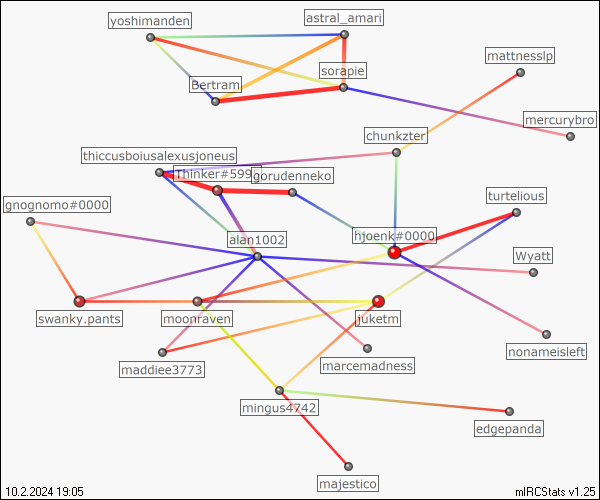 yoshimanden
astral_amari
mattnesslp
sorapie
Bertram
mercurybro
chunkzter
thiccusboiusalexusjoneus
Thinker#599
gorudenneko
turtelious
gnognomo#0000
alan1002
hjoenk#0000
Wyatt
swanky.pants
moonraven
juketm
nonameisleft
maddiee3773
marcemadness
mingus4742
edgepanda
majestico
10.2.2024 19:05
mIRCStats v1.25